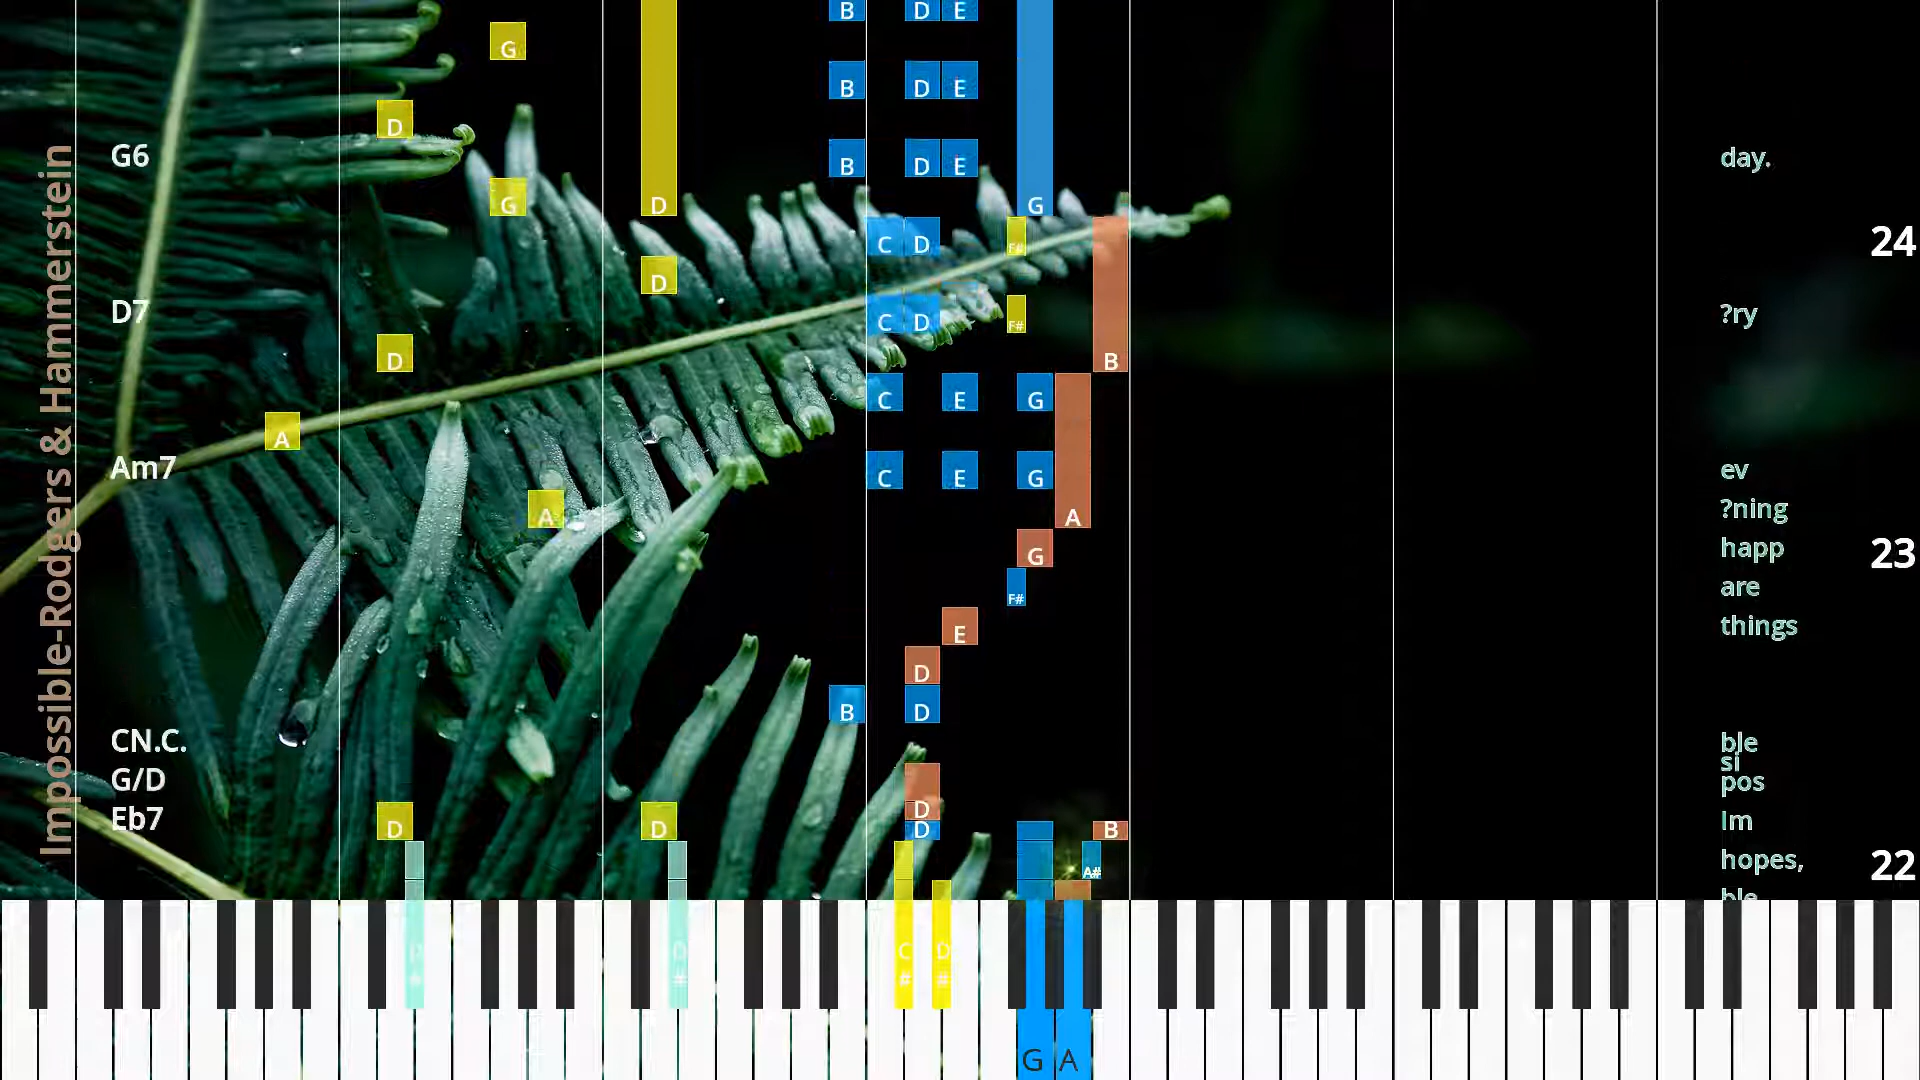 Impossible-Rodgers & Hammerstein
B D E
G
B D E
D
G6 B D E day.
G D G
C D F# 24
D
D7 C D F# ?ry
D B
C E G
A
Am7 C E G ev
A A ?ning
G happ 23
F# are
E things
D
B D
CN.C. ble
si
G/D pos
D
Eb7 D D D B Im
A# hopes, 22
ble
D# D# C# D#
G A